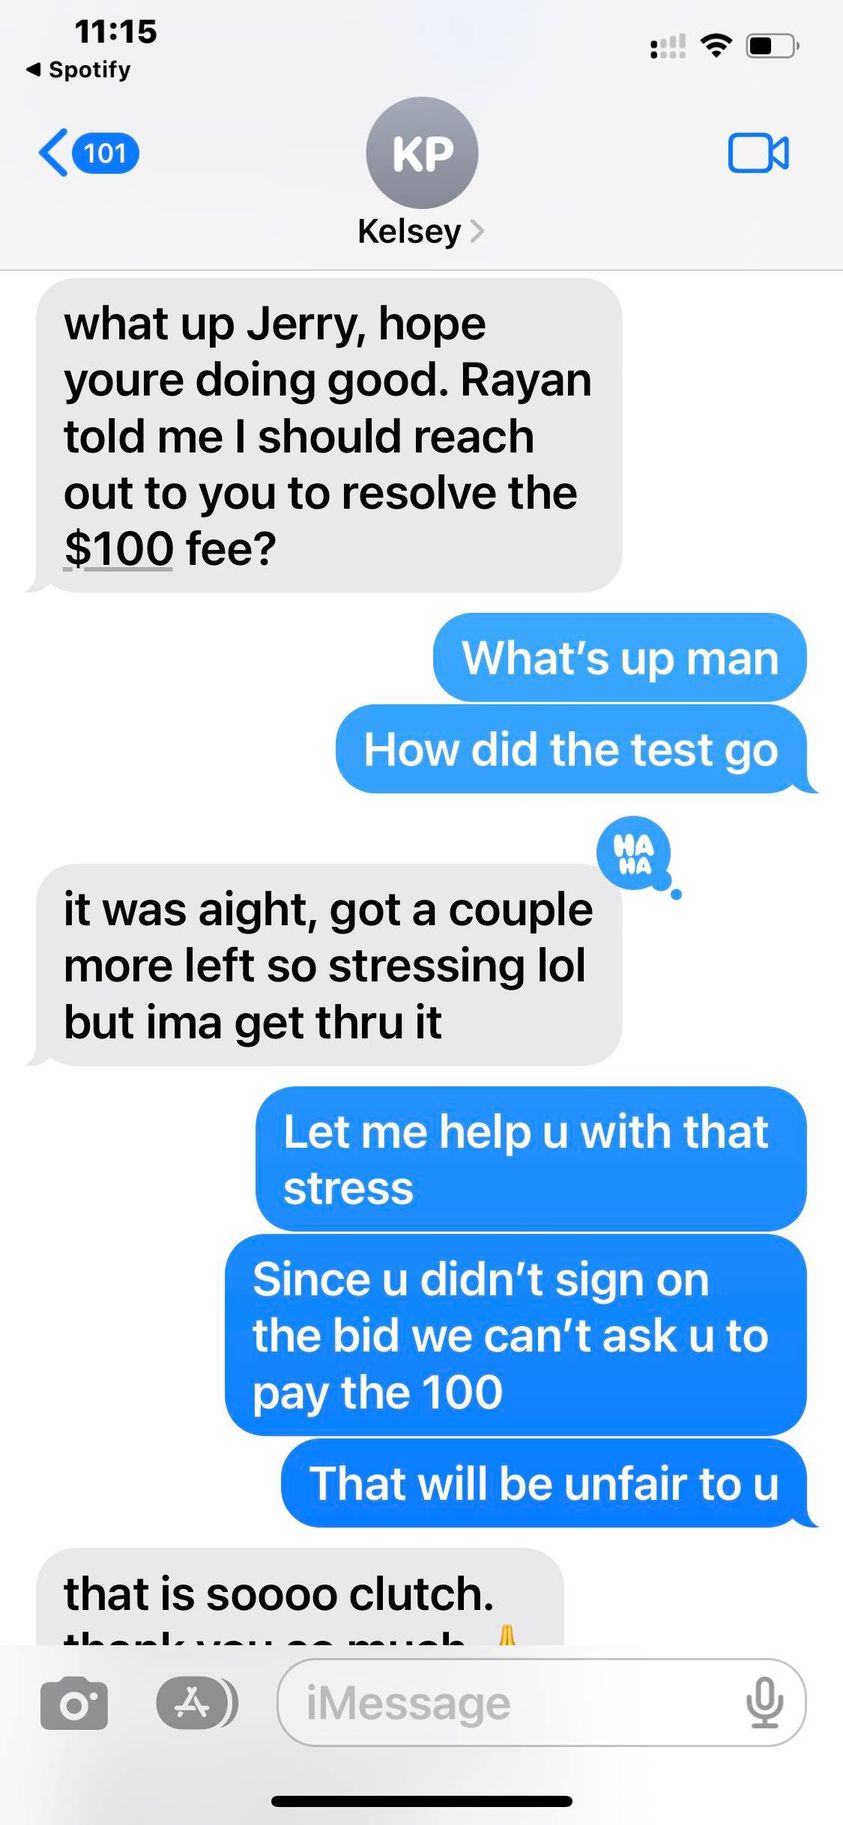 11:15
Spotify
101
KP
Kelsey
what up Jerry, hope
youre doing good. Rayan
told me I should reach
out to you to resolve the
$100 fee?
What's up man
How did the test go
HA
HA
it was aight, got a couple
more left so stressing lol
but ima get thru it
Let me help u with that
stress
Since u didn't sign on
the bid we can't ask u to
pay the 100
That will be unfair to u
that is soooo clutch.
thank you so much 🙏
iMessage